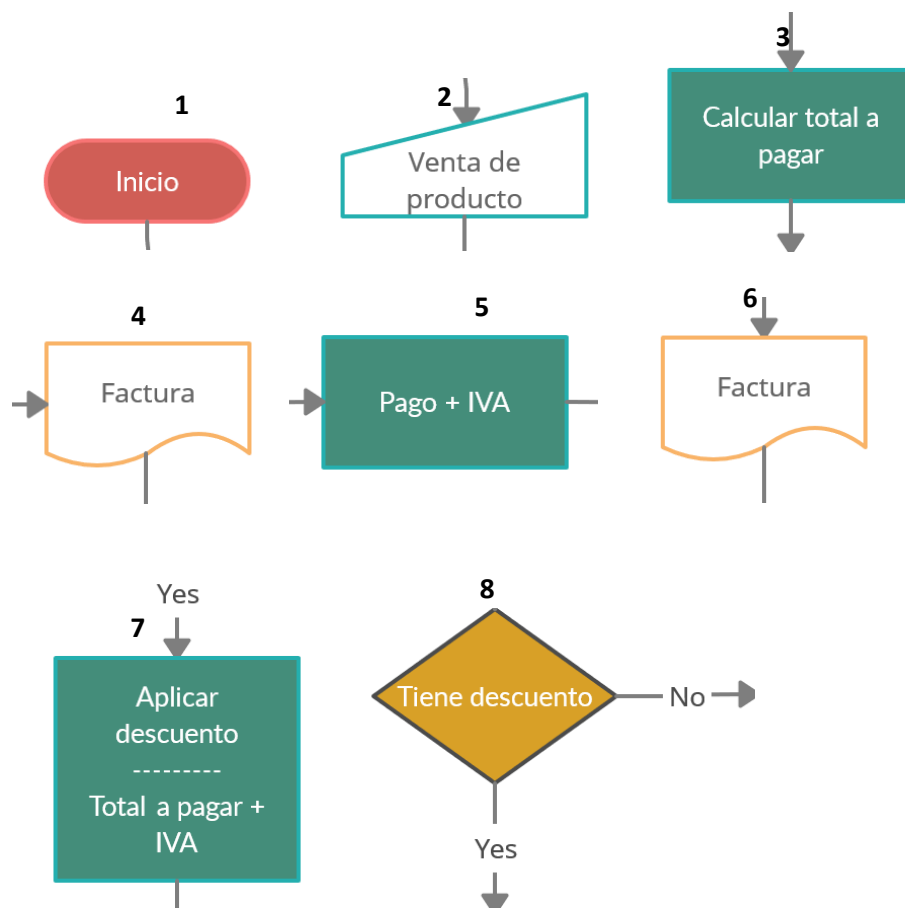 1
Inicio
2
Venta de
producto
3
Calcular total a
pagar
4
Factura
5
Pago + IVA
6
Factura
Yes
7
Aplicar
descuento
---------
Total a pagar +
IVA
8
Tiene descuento
No
Yes